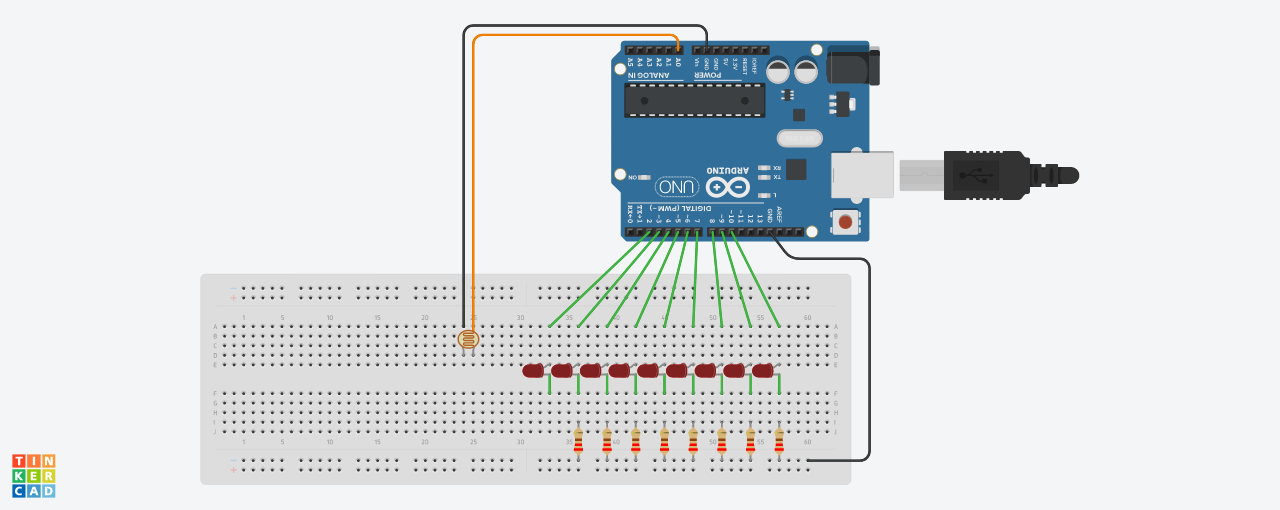 A5 A4 A3 A2 A1 A0 Vin GND GND 5V 3.3V RESET IOREF
ANALOG IN POWER
RX
ARDUINO
ON TX
UNO
L
DIGITAL (PWM~)
RX←0 TX→1 2 ~3 4 ~5 ~6 7 8 ~9 ~10 ~11 12 13 GND AREF
1 5 10 15 20 25 30 35 40 45 50 55 60
A A
B B
C C
D D
E E
F F
G G
H H
I I
J J
1 5 10 15 20 25 30 35 40 45 50 55 60
TIN
KER
CAD